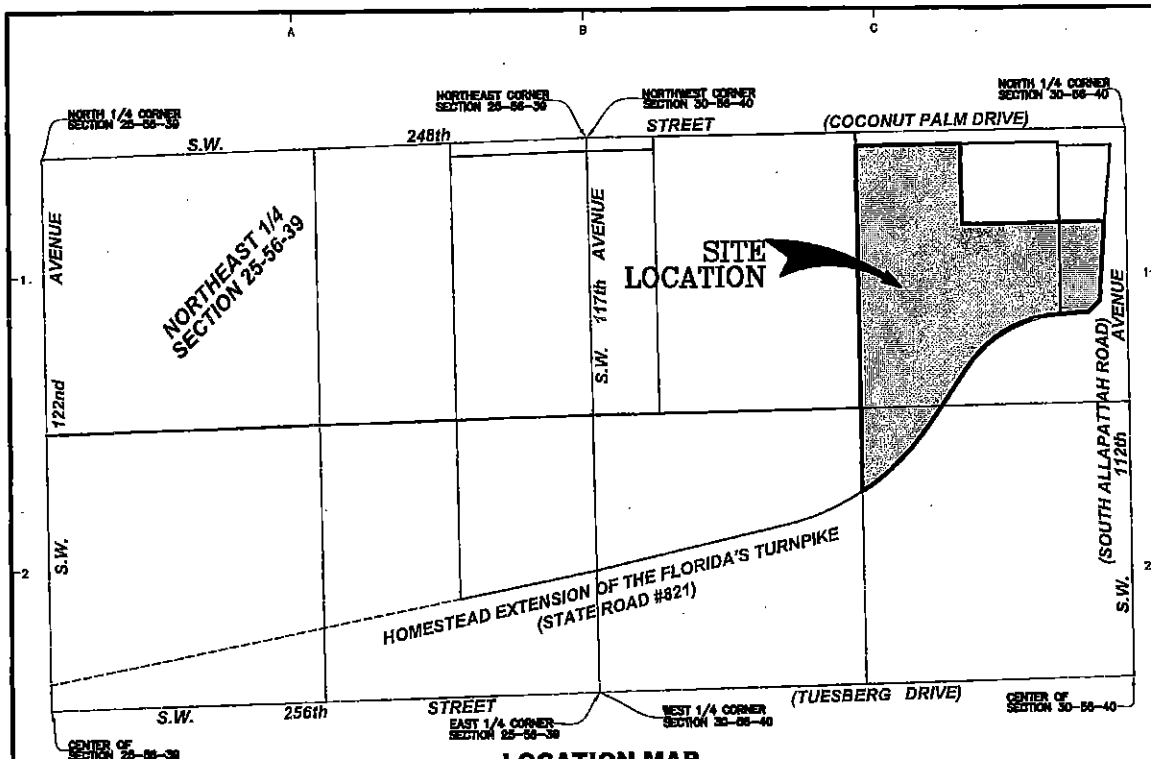 A
B
C
NORTH 1/4 CORNER
SECTION 25-56-39
NORTHEAST CORNER
SECTION 25-56-39
NORTHWEST CORNER
SECTION 30-56-40
NORTH 1/4 CORNER
SECTION 30-56-40
S.W. 248th STREET (COCONUT PALM DRIVE)
NORTHEAST 1/4
SECTION 25-56-39
S.W. 122nd AVENUE
S.W. 117th AVENUE
SITE
LOCATION
(SOUTH ALLAPATTAH ROAD)
S.W. 112th AVENUE
1
1
2
2
HOMESTEAD EXTENSION OF THE FLORIDA'S TURNPIKE
(STATE ROAD #821)
S.W. 256th STREET (TUESBERG DRIVE)
CENTER OF
SECTION 25-56-39
EAST 1/4 CORNER
SECTION 25-56-39
WEST 1/4 CORNER
SECTION 30-56-40
CENTER OF
SECTION 30-56-40
LOCATION MAP